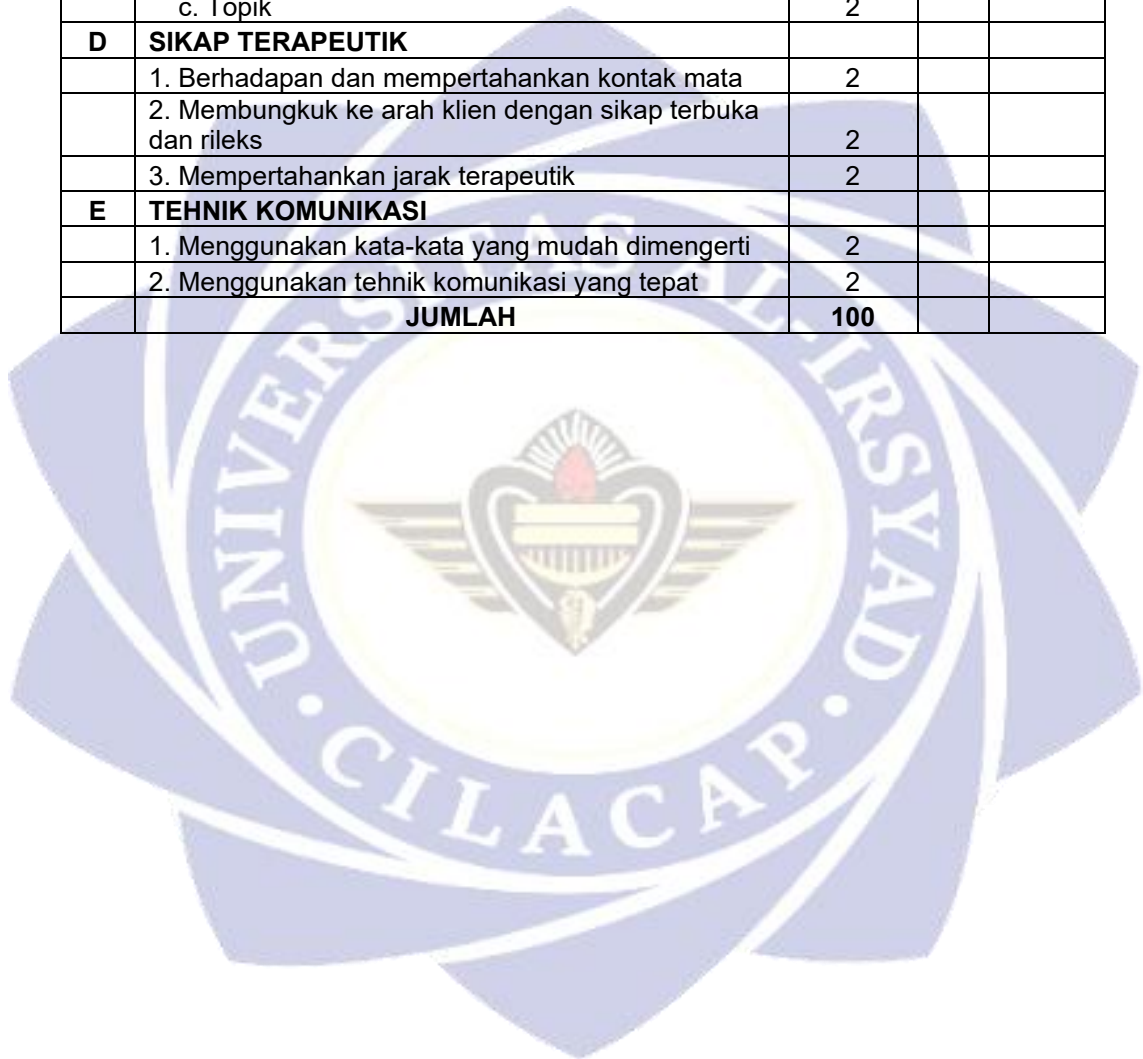 c. Topik 2
D SIKAP TERAPEUTIK
1. Berhadapan dan mempertahankan kontak mata 2
2. Membungkuk ke arah klien dengan sikap terbuka
dan rileks 2
3. Mempertahankan jarak terapeutik 2
E TEHNIK KOMUNIKASI
1. Menggunakan kata-kata yang mudah dimengerti 2
2. Menggunakan tehnik komunikasi yang tepat 2
JUMLAH 100
UNIVERSITAS AL-IRSYAD
• CILACAP •